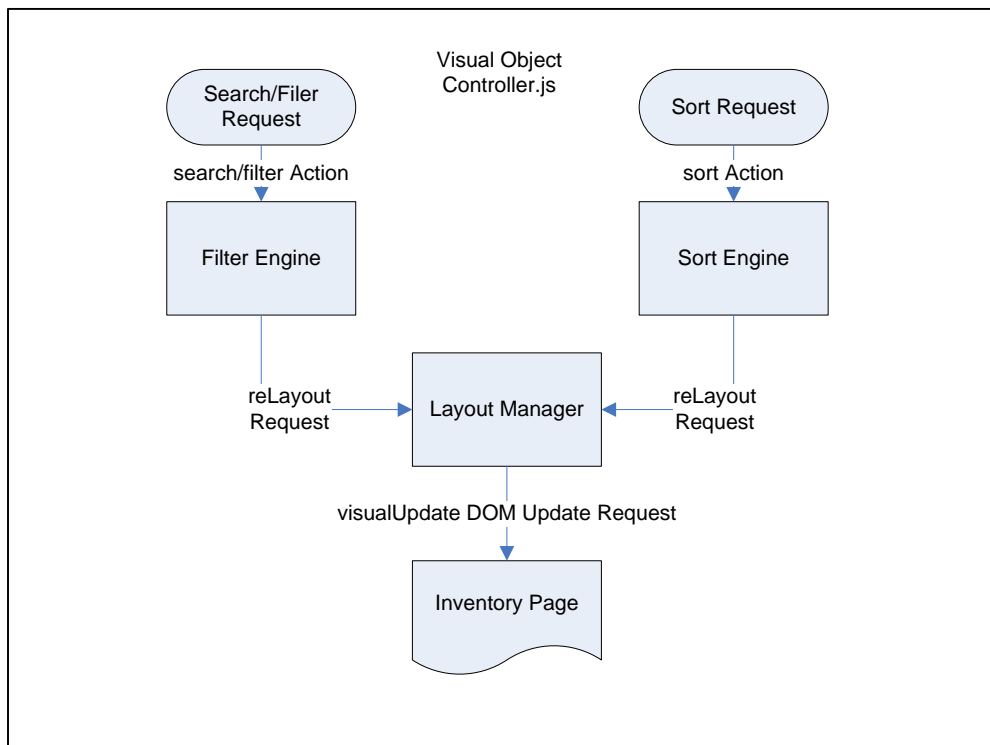 Visual Object
Controller.js
Search/Filer
Request
Sort Request
search/filter Action
sort Action
Filter Engine
Sort Engine
reLayout
Request
Layout Manager
reLayout
Request
visualUpdate DOM Update Request
Inventory Page